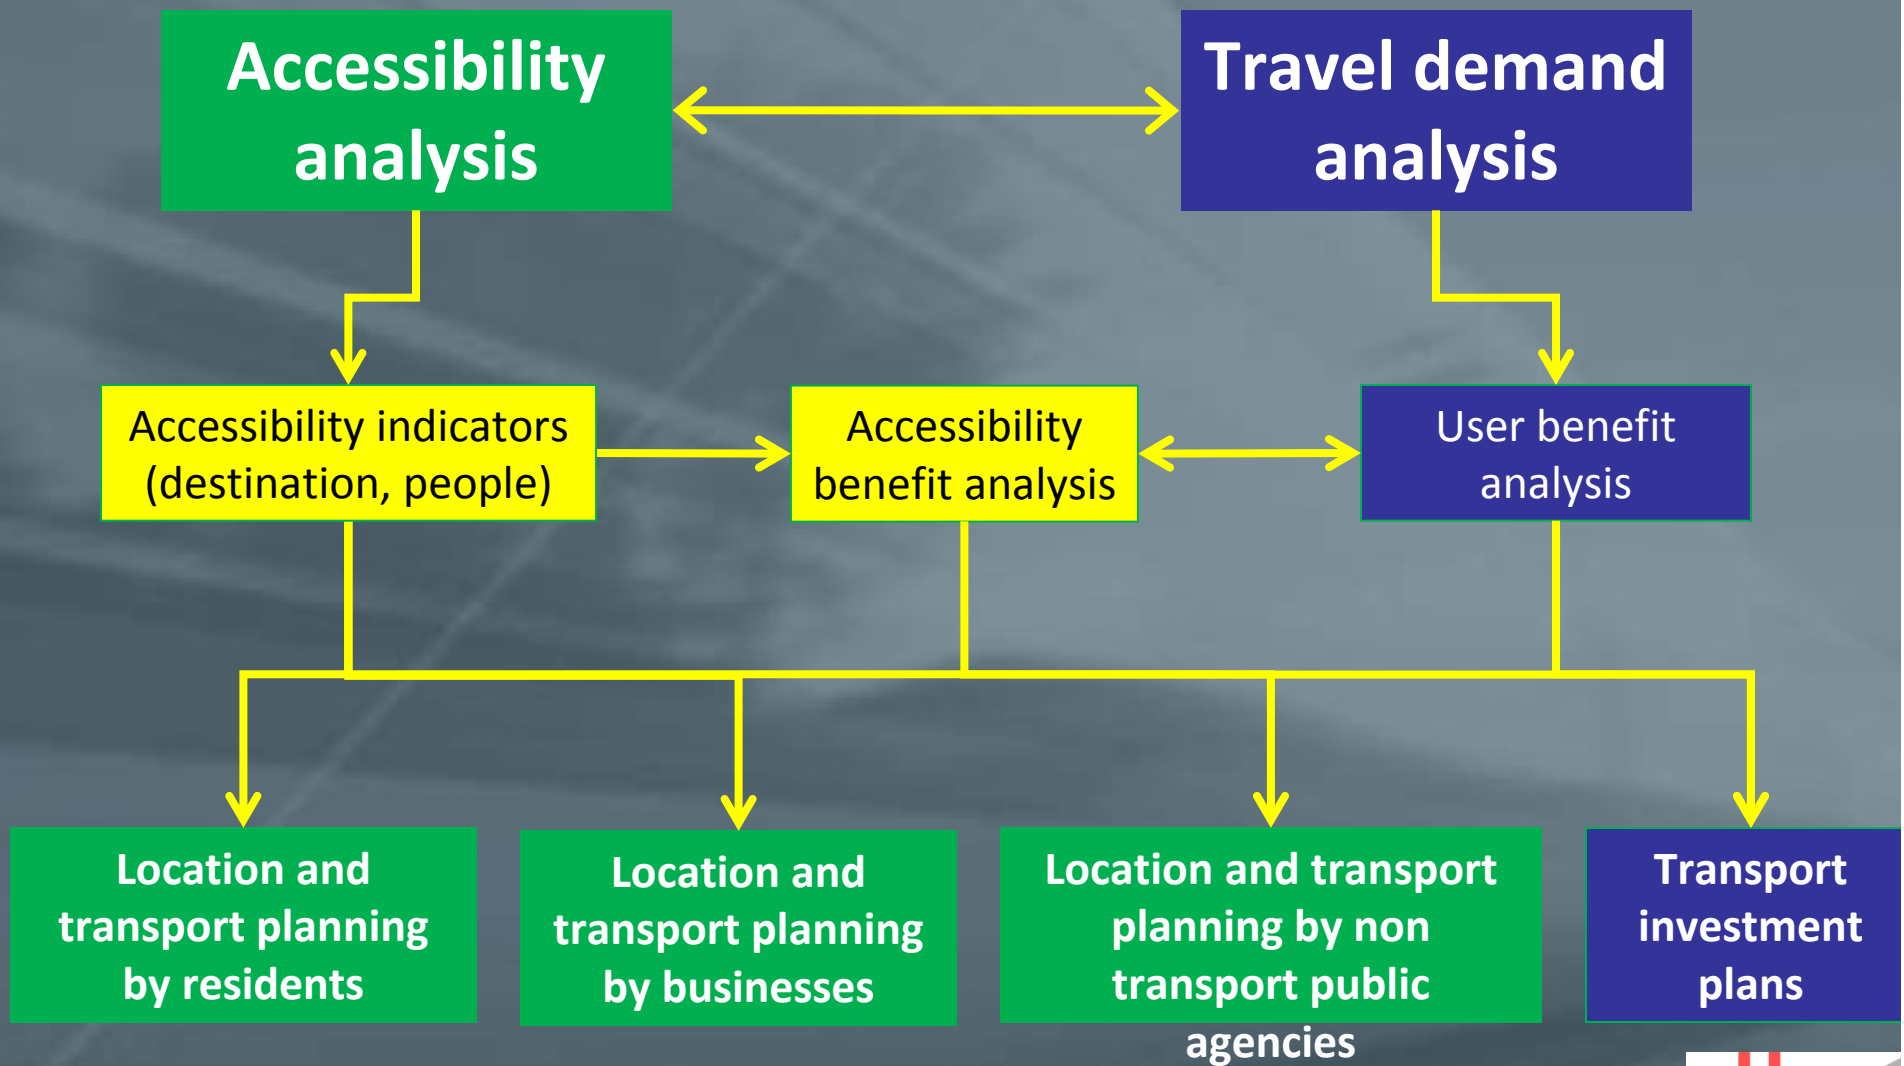 Accessibility
analysis
Travel demand
analysis
Accessibility indicators
(destination, people)
Accessibility
benefit analysis
User benefit
analysis
Location and
transport planning
by residents
Location and
transport planning
by businesses
Location and transport
planning by non
transport public
agencies
Transport
investment
plans